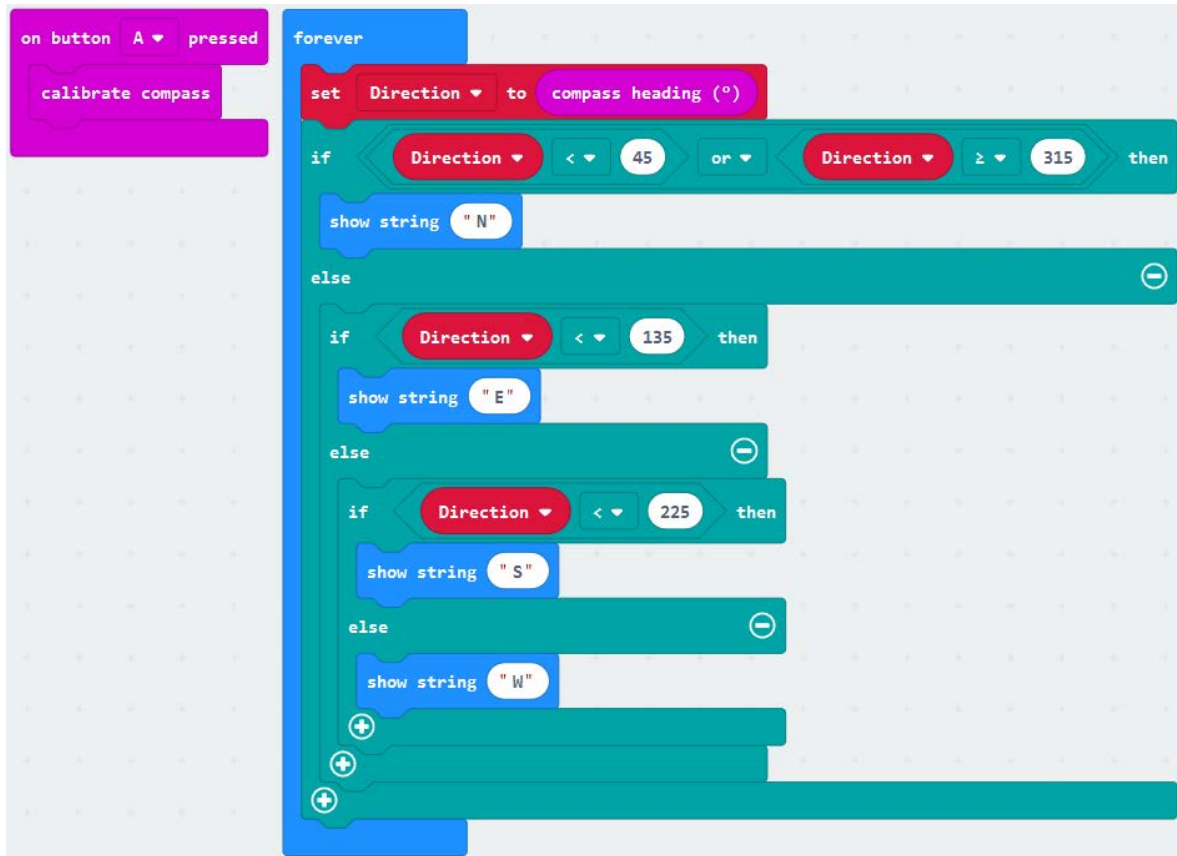 on button A pressed
calibrate compass
forever
set Direction to compass heading (°)
if Direction < 45 or Direction ≥ 315 then
show string "N"
else
if Direction < 135 then
show string "E"
else
if Direction < 225 then
show string "S"
else
show string "W"